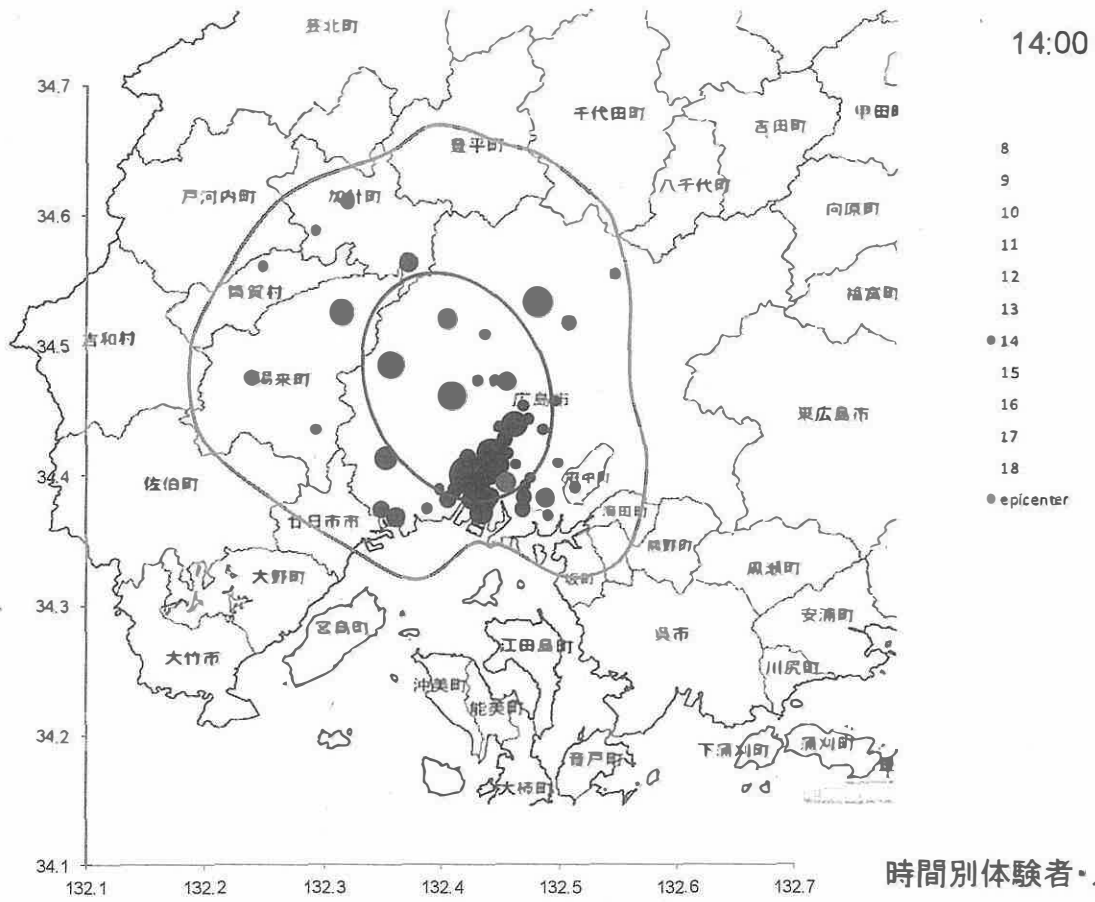 芸北町
14:00
34.7
千代田町
吉田町
甲田町
豊平町
8
戸河内町
加計町
八千代町
9
34.6
向原町
10
11
筒賀村
12
福富町
13
吉和村
34.5
14
湯来町
15
広島市
東広島市
16
17
34.4
佐伯町
府中町
18
廿日市市
海田町
epicenter
熊野町
大野町
坂町
黒瀬町
34.3
宮島町
呉市
安浦町
大竹市
江田島町
川尻町
沖美町
能美町
34.2
下蒲刈町
蒲刈町
音戸町
大柿町
34.1
132.1
132.2
132.3
132.4
132.5
132.6
132.7
時間別体験者・